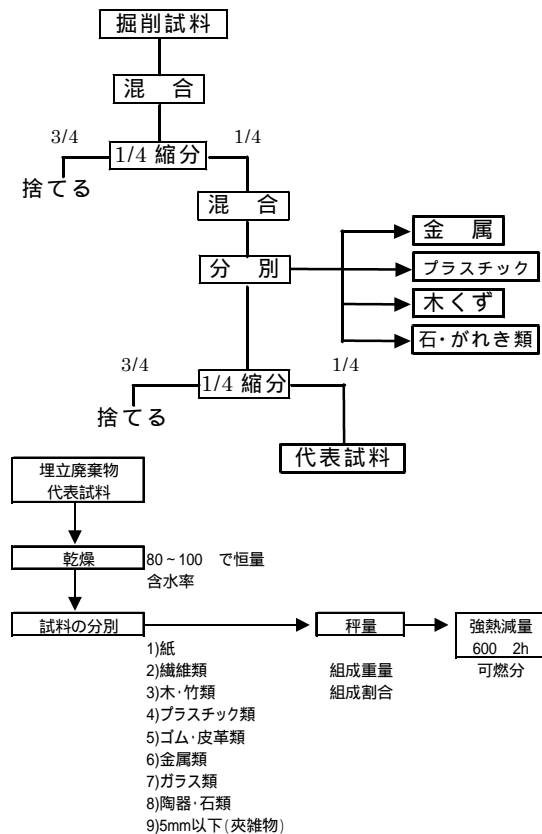 掘削試料
混　合
3/4
1/4
1/4 縮分
捨てる
混　合
金　属
分　別
プラスチック
木くず
石・がれき類
3/4
1/4
1/4 縮分
捨てる
代表試料
埋立廃棄物
代表試料
乾燥
80～100　で恒量
含水率
試料の分別
秤量
強熱減量
600　2h
1)紙
2)繊維類
3)木・竹類
4)プラスチック類
5)ゴム・皮革類
6)金属類
7)ガラス類
8)陶器・石類
9)5mm以下(夾雑物)
組成重量
組成割合
可燃分